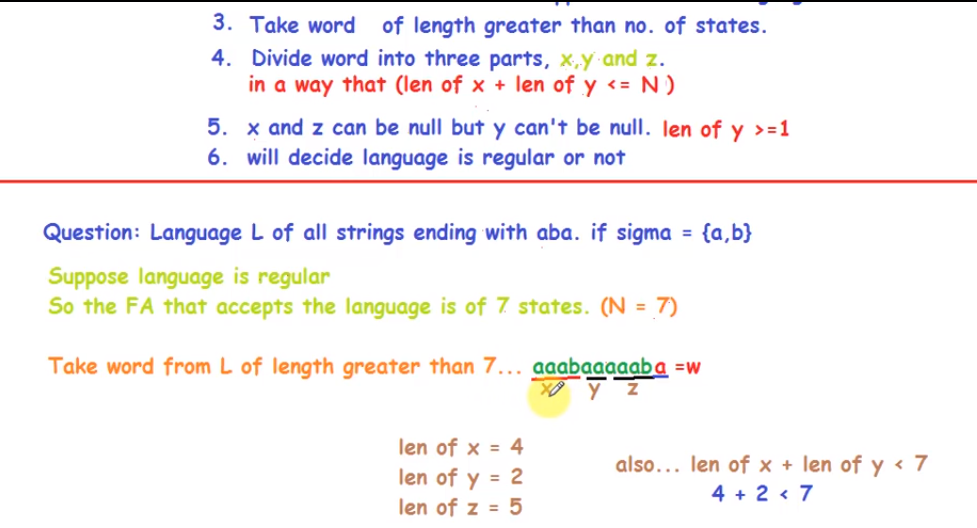 3. Take word of length greater than no. of states.
4. Divide word into three parts, x,y and z.
in a way that (len of x + len of y <= N )
5. x and z can be null but y can't be null. len of y >=1
6. will decide language is regular or not
Question: Language L of all strings ending with aba. if sigma = {a,b}
Suppose language is regular
So the FA that accepts the language is of 7 states. (N = 7)
Take word from L of length greater than 7... aaabaaaaaba =w
x y z
len of x = 4
len of y = 2
len of z = 5
also... len of x + len of y < 7
4 + 2 < 7